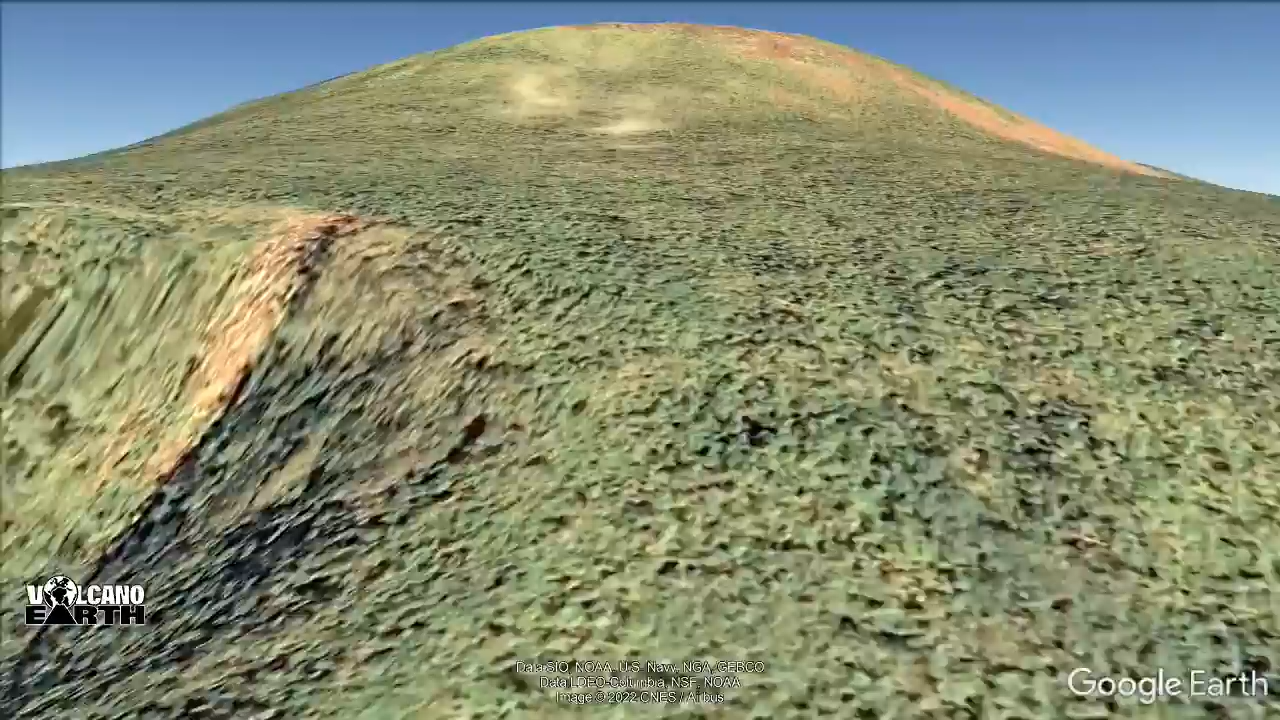 VOLCANO
EARTH
Data SIO, NOAA, U.S. Navy, NGA, GEBCO
Data LDEO-Columbia, NSF, NOAA
Image © 2022 CNES / Airbus
Google Earth